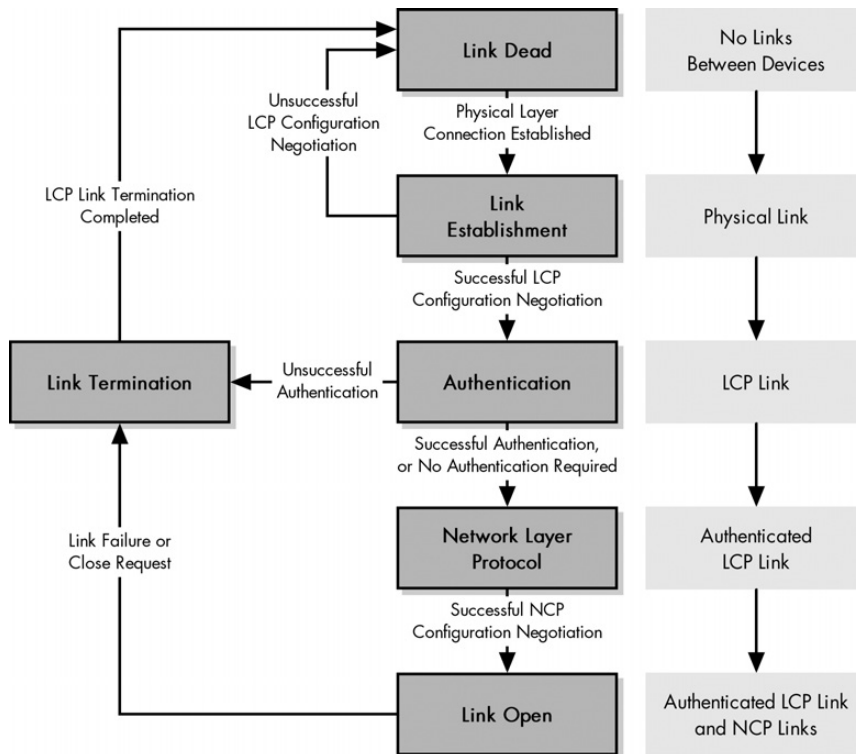 Link Dead
No Links
Between Devices
Unsuccessful
LCP Configuration
Negotiation
Physical Layer
Connection Established
LCP Link Termination
Completed
Link
Establishment
Physical Link
Successful LCP
Configuration Negotiation
Link Termination
Unsuccessful
Authentication
Authentication
LCP Link
Successful Authentication,
or No Authentication Required
Link Failure or
Close Request
Network Layer
Protocol
Authenticated
LCP Link
Successful NCP
Configuration Negotiation
Link Open
Authenticated LCP Link
and NCP Links